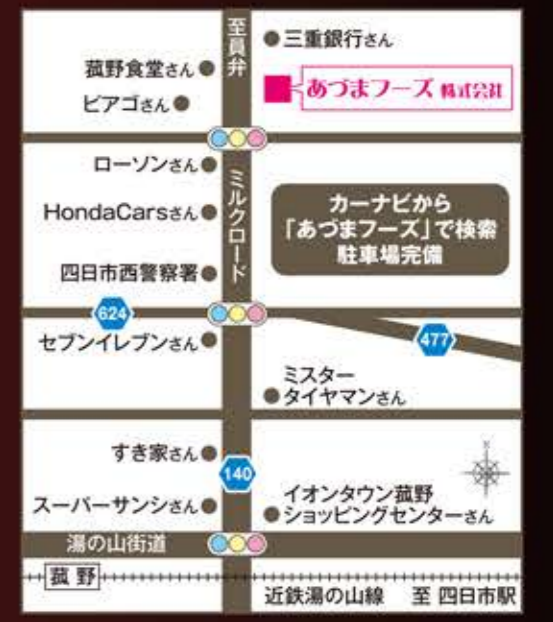 至員弁
三重銀行さん
菰野食堂さん
ピアゴさん
あづまフーズ 株式会社
ローソンさん
HondaCarsさん
四日市西警察署
ミルクロード
カーナビから
「あづまフーズ」で検索
駐車場完備
624
477
セブンイレブンさん
ミスター
タイヤマンさん
すき家さん
140
スーパーサンシさん
イオンタウン菰野
ショッピングセンターさん
N
湯の山街道
菰野
近鉄湯の山線 至 四日市駅